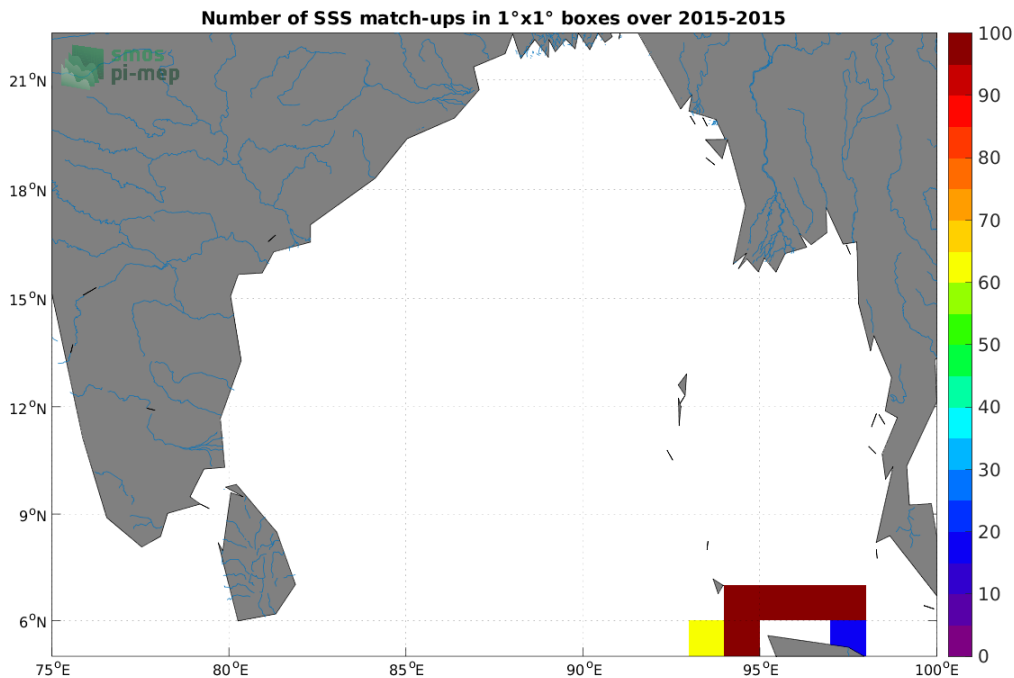 Number of SSS match-ups in 1°x1° boxes over 2015-2015
smos
pi-mep
21°N
18°N
15°N
12°N
9°N
6°N
75°E 80°E 85°E 90°E 95°E 100°E
100
90
80
70
60
50
40
30
20
10
0